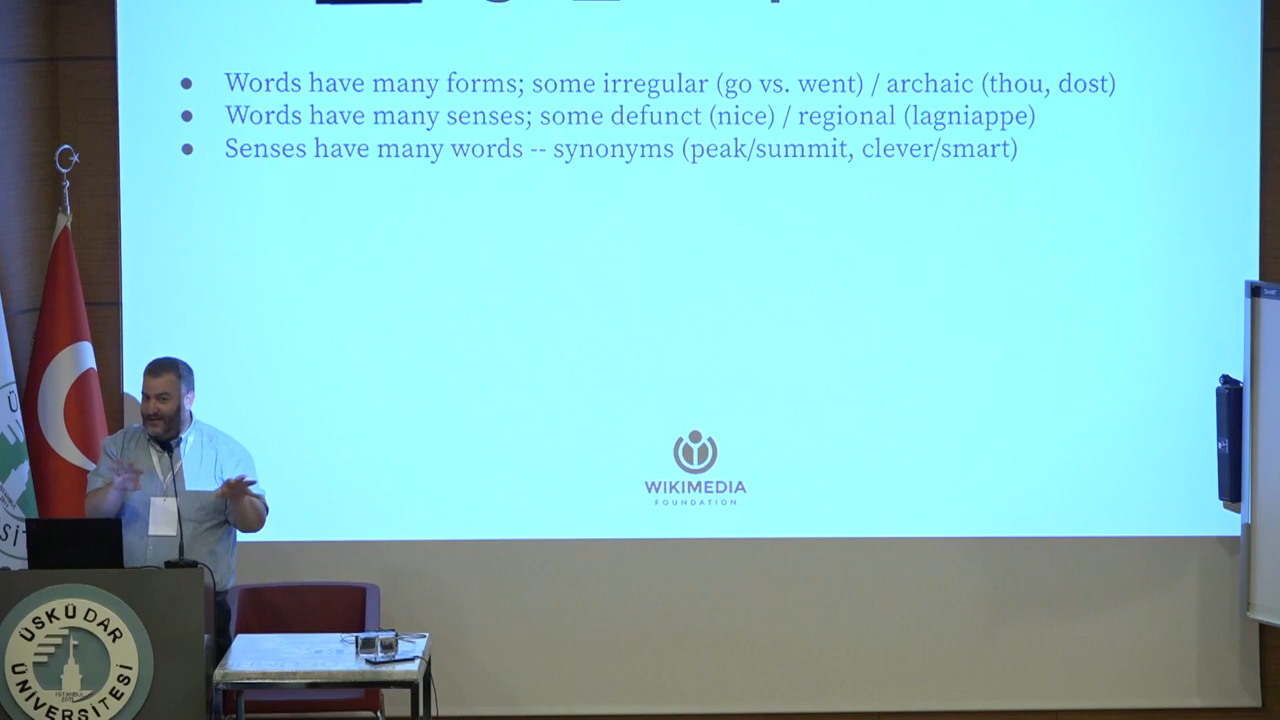 ● Words have many forms; some irregular (go vs. went) / archaic (thou, dost)
● Words have many senses; some defunct (nice) / regional (lagniappe)
● Senses have many words -- synonyms (peak/summit, clever/smart)
WIKIMEDIA
FOUNDATION
ÜSKÜDAR
ÜNİVERSİTESİ
İSTANBUL